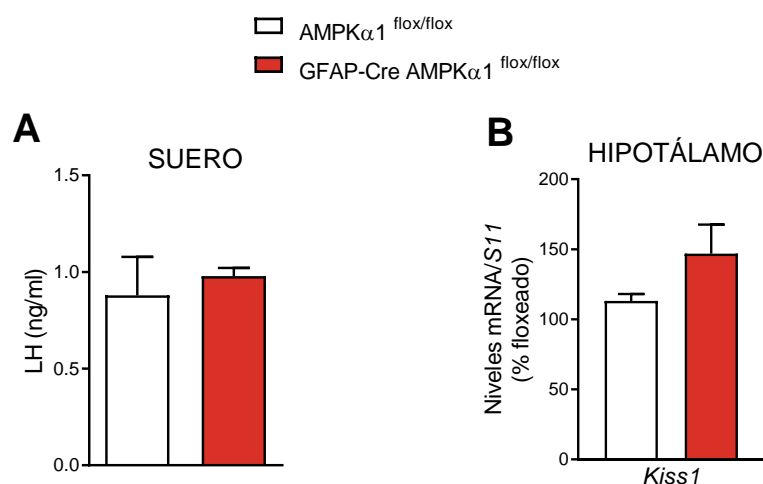 AMPKα1 flox/flox
GFAP-Cre AMPKα1 flox/flox
A
SUERO
LH (ng/ml)
1.5
1.0
0.5
0.0
B
HIPOTÁLAMO
Niveles mRNA/S11
(% floxeado)
200
150
100
50
0
Kiss1